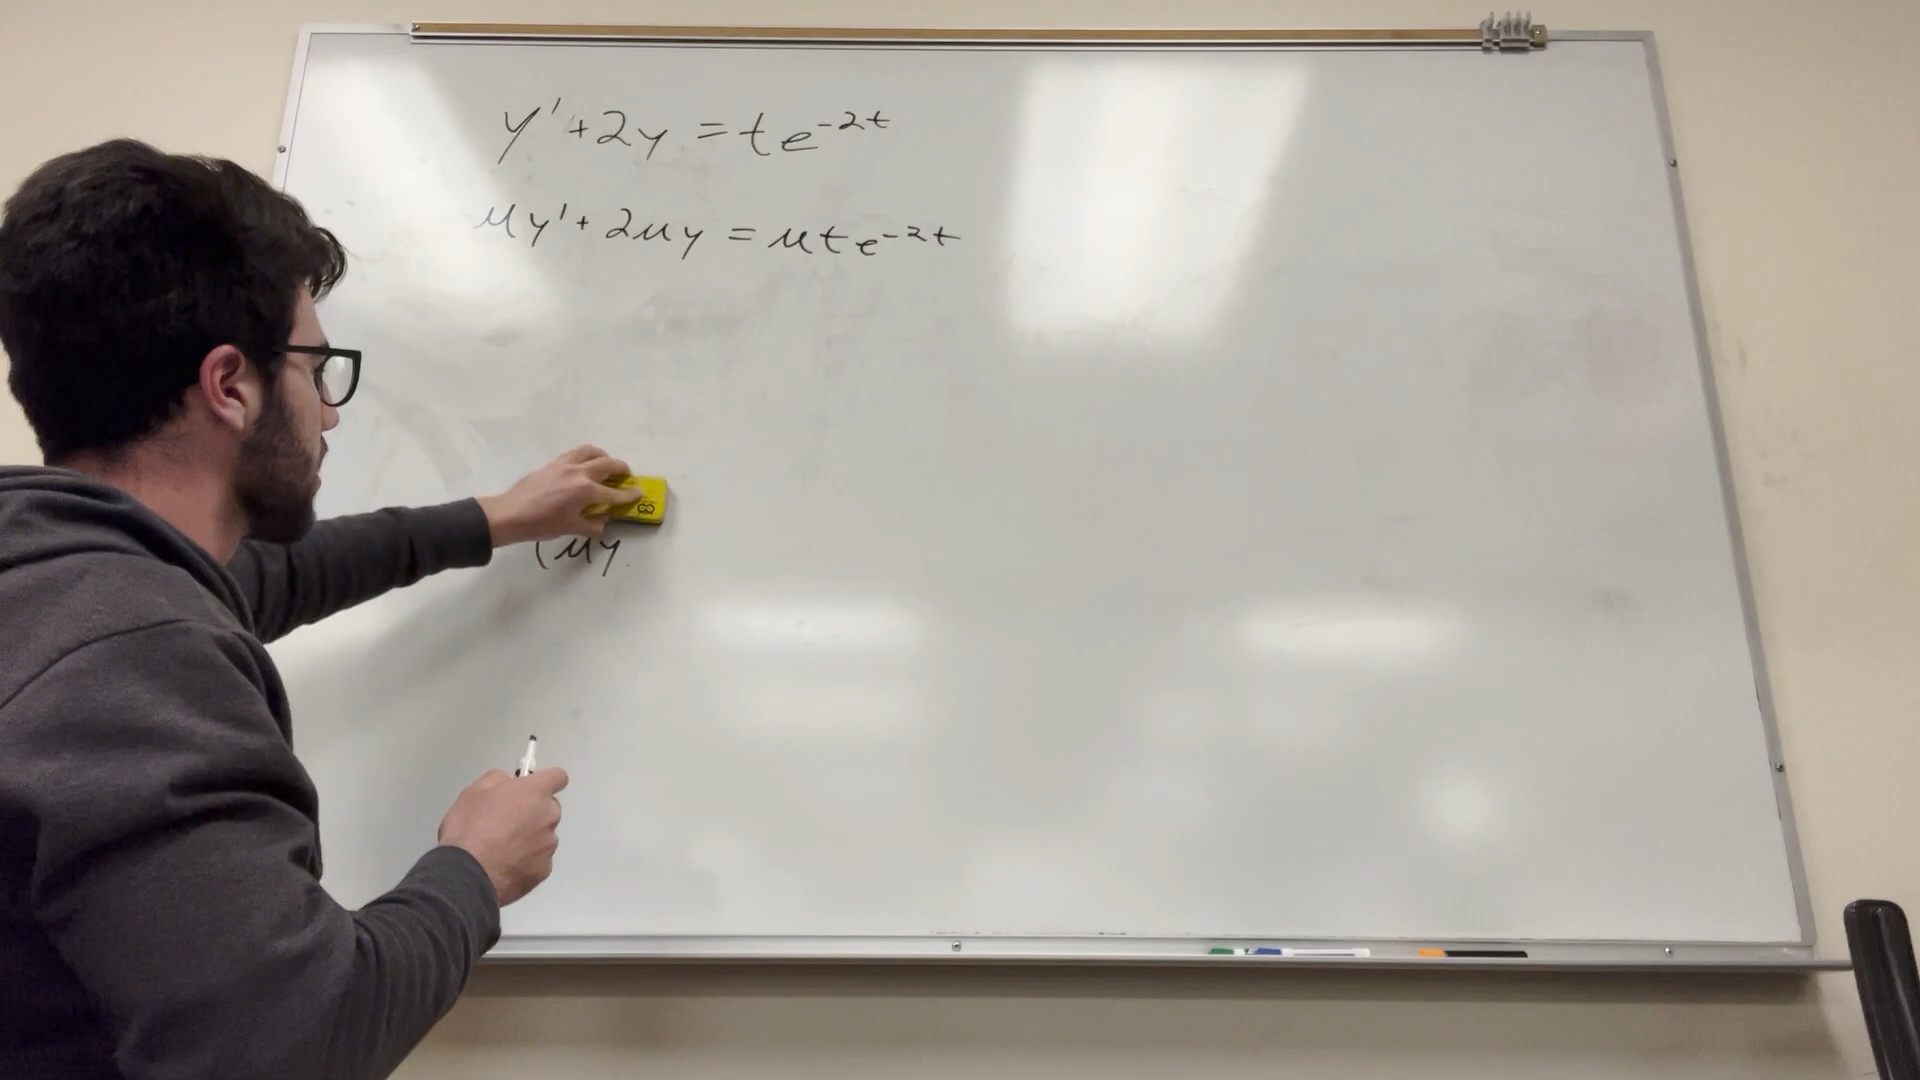 y' + 2y = te^{-2t}
μy' + 2μy = μte^{-2t}
(μy